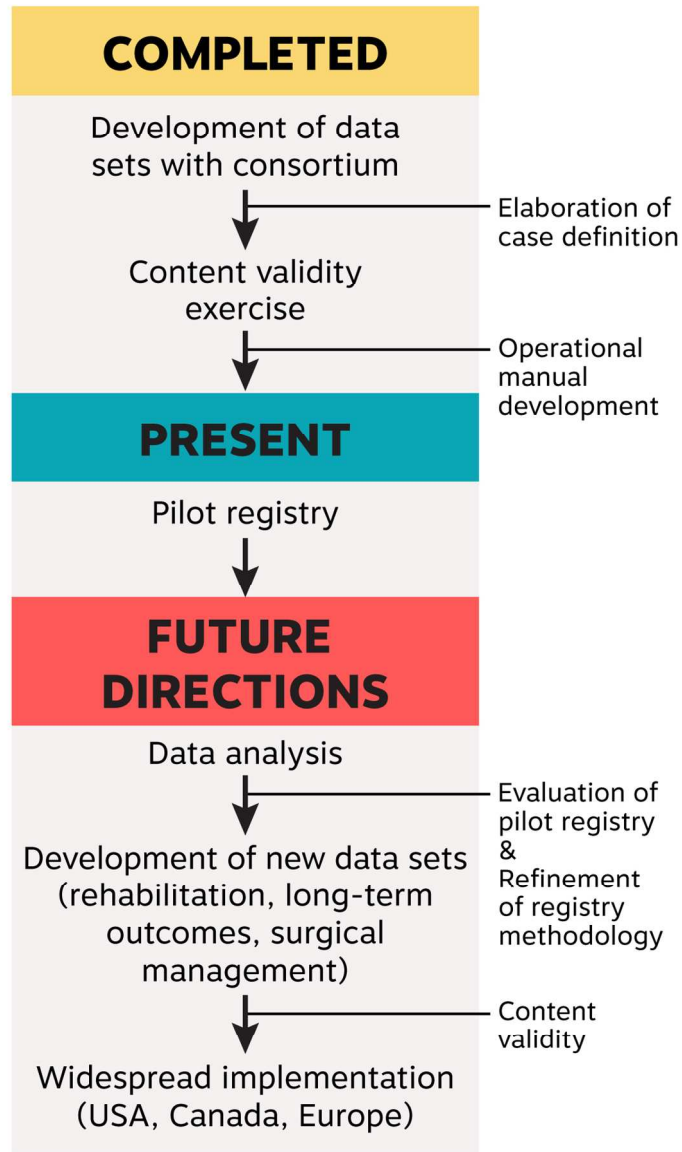 COMPLETED
Development of data
sets with consortium
Elaboration of
case definition
Content validity
exercise
Operational
manual
development
PRESENT
Pilot registry
FUTURE
DIRECTIONS
Data analysis
Evaluation of
pilot registry
&
Refinement
of registry
methodology
Development of new data sets
(rehabilitation, long-term
outcomes, surgical
management)
Content
validity
Widespread implementation
(USA, Canada, Europe)